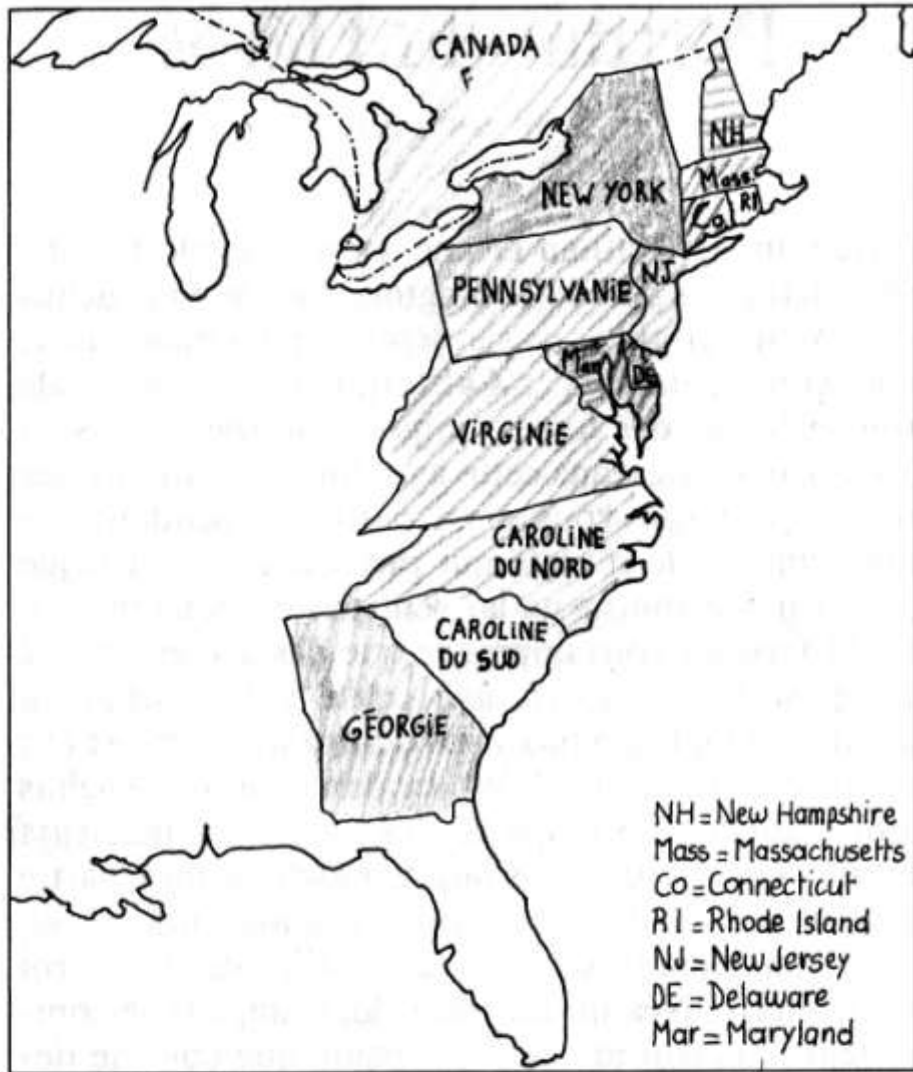 CANADA
F
NH
NEW YORK
Mass.
Co
RI
PENNSYLVANIE
NJ
Mar
DE
VIRGINIE
CAROLINE
DU NORD
CAROLINE
DU SUD
GÉORGIE
NH = New Hampshire
Mass = Massachusetts
Co = Connecticut
RI = Rhode Island
NJ = New Jersey
DE = Delaware
Mar = Maryland